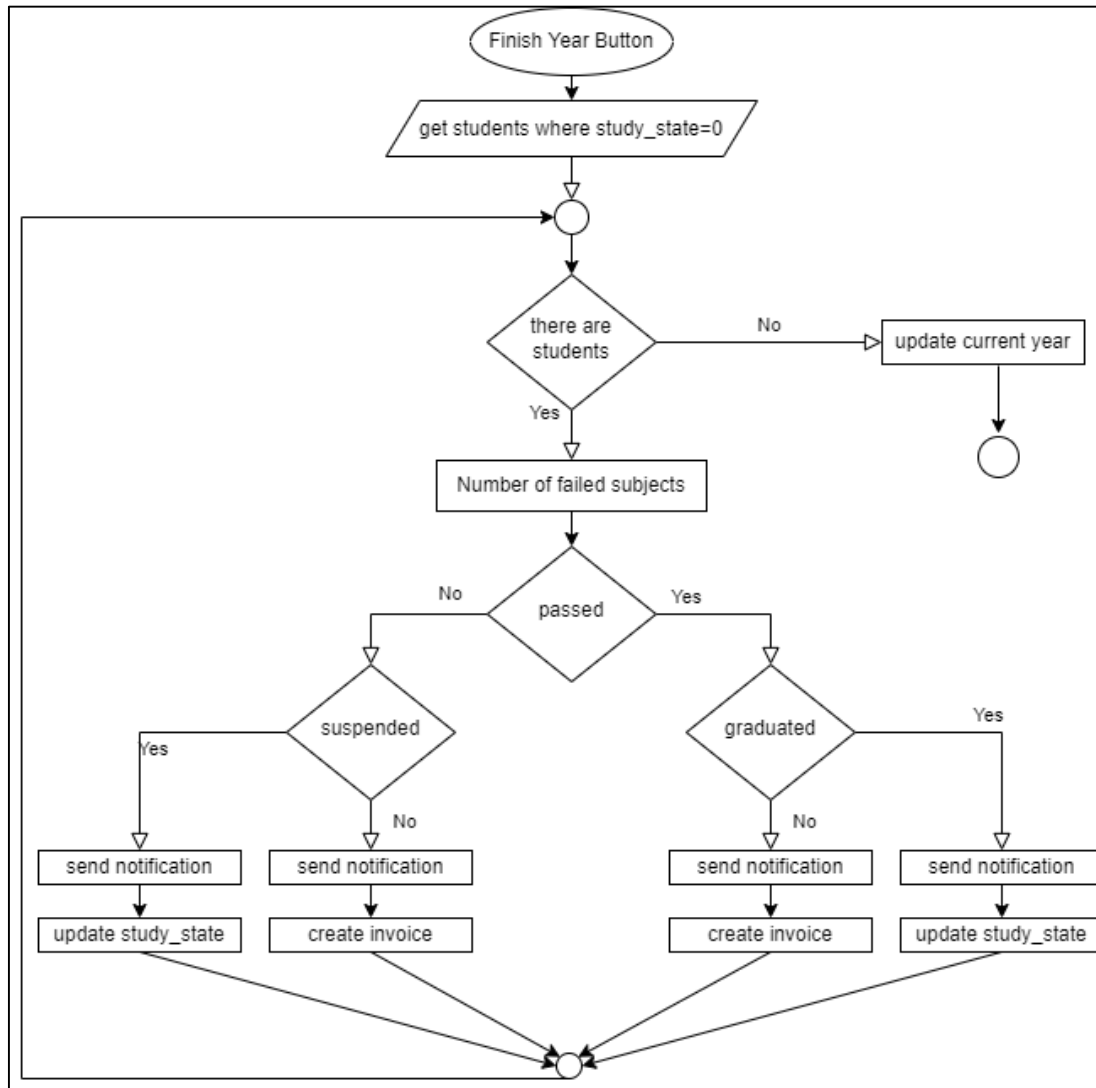 Finish Year Button
get students where study_state=0
there are
students
No
update current year
Yes
Number of failed subjects
passed
No
Yes
suspended
graduated
Yes
Yes
No
No
send notification
send notification
send notification
send notification
update study_state
create invoice
create invoice
update study_state